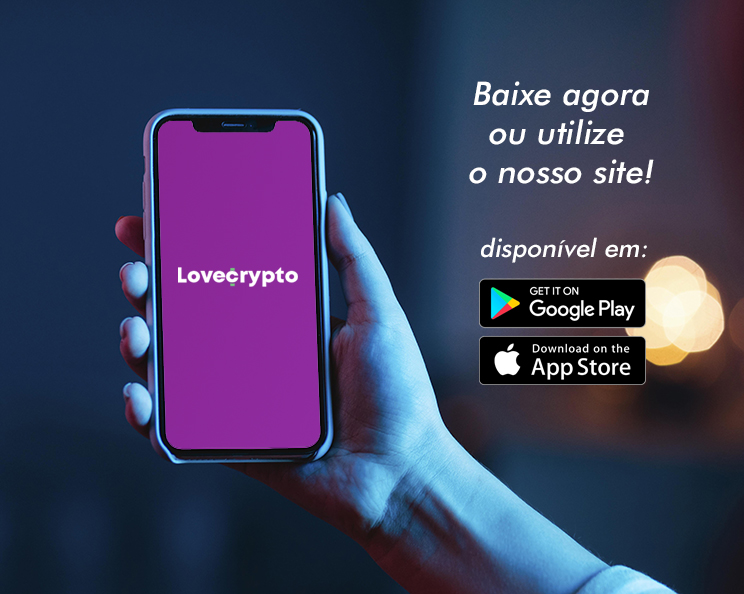 Baixe agora
ou utilize
o nosso site!
Lovecrypto
disponível em:
GET IT ON
Google Play
Download on the
App Store